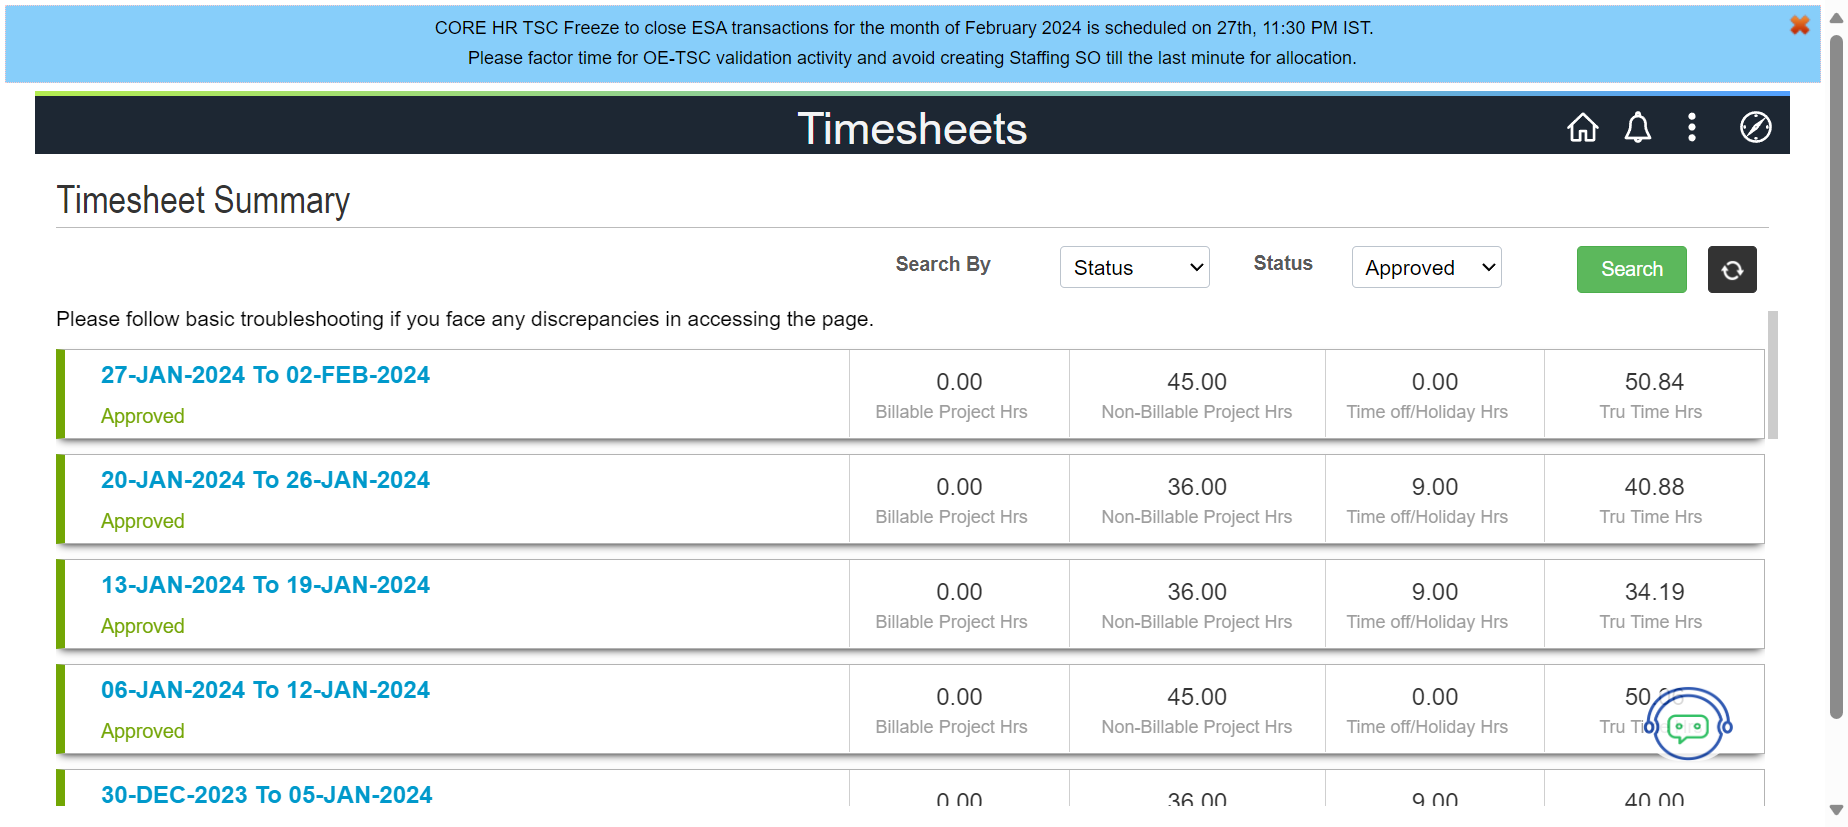 CORE HR TSC Freeze to close ESA transactions for the month of February 2024 is scheduled on 27th, 11:30 PM IST.
Please factor time for OE-TSC validation activity and avoid creating Staffing SO till the last minute for allocation.
Timesheets
Timesheet Summary
Search By Status Status Approved Search
Please follow basic troubleshooting if you face any discrepancies in accessing the page.
27-JAN-2024 To 02-FEB-2024
Approved
0.00 45.00 0.00 50.84
Billable Project Hrs Non-Billable Project Hrs Time off/Holiday Hrs Tru Time Hrs
20-JAN-2024 To 26-JAN-2024
Approved
0.00 36.00 9.00 40.88
Billable Project Hrs Non-Billable Project Hrs Time off/Holiday Hrs Tru Time Hrs
13-JAN-2024 To 19-JAN-2024
Approved
0.00 36.00 9.00 34.19
Billable Project Hrs Non-Billable Project Hrs Time off/Holiday Hrs Tru Time Hrs
06-JAN-2024 To 12-JAN-2024
Approved
0.00 45.00 0.00
Billable Project Hrs Non-Billable Project Hrs Time off/Holiday Hrs Tru
30-DEC-2023 To 05-JAN-2024
0.00 36.00 9.00 40.00